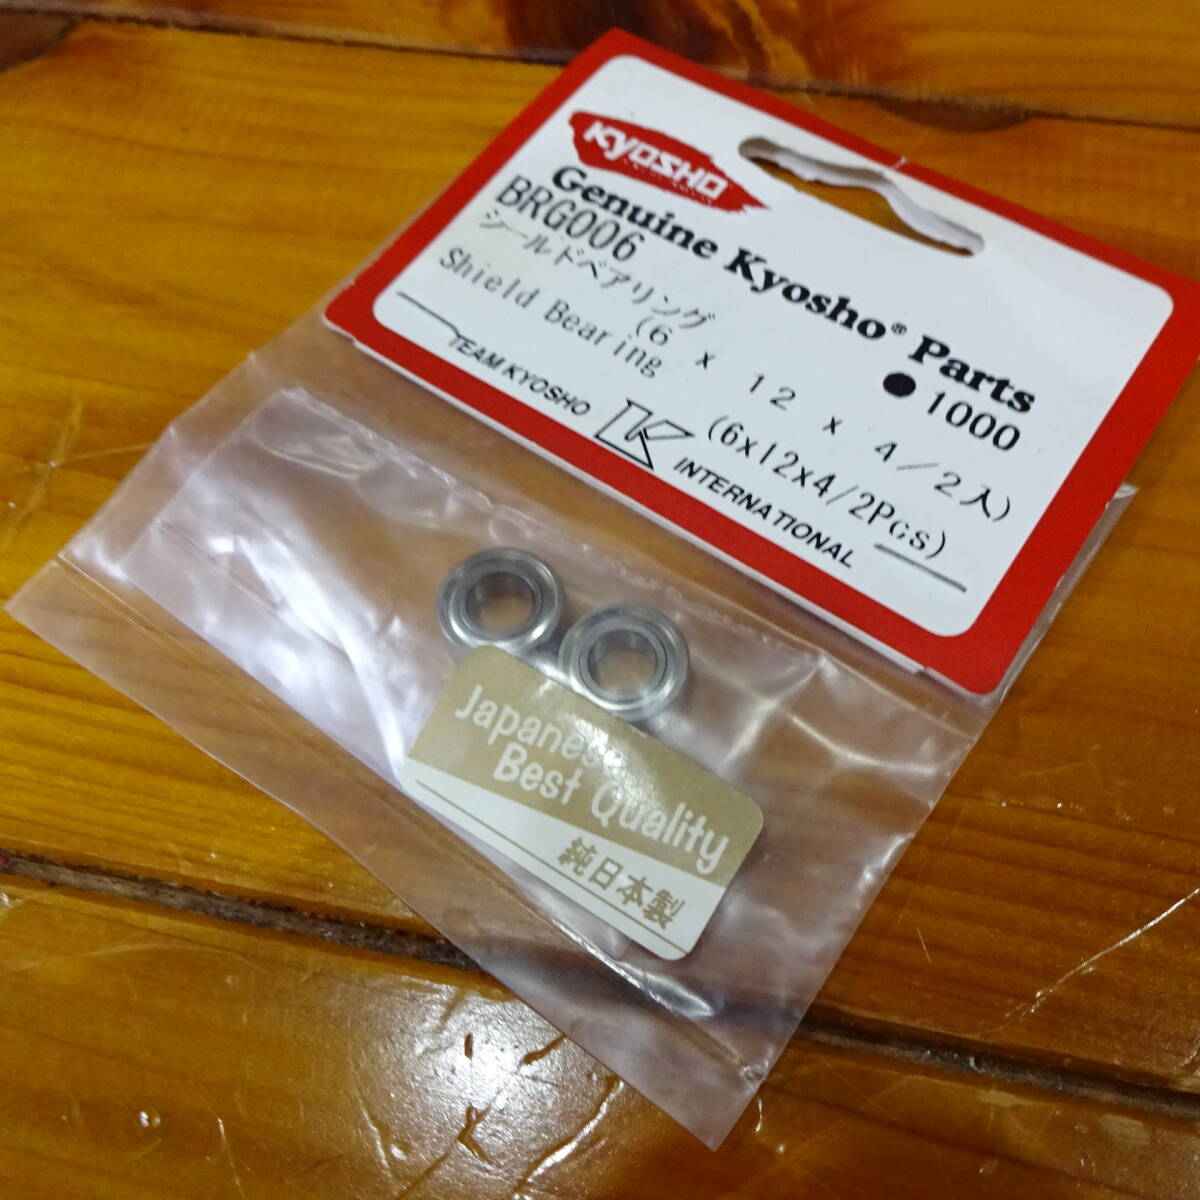 KYOSHO
Genuine Kyosho® Parts
BRG006 ●1000
シールドベアリング
(6 x 12 x 4/2入)
Shield Bearing
(6x12x4/2Pcs)
TEAM KYOSHO K INTERNATIONAL
Japanese
Best Quality
純日本製